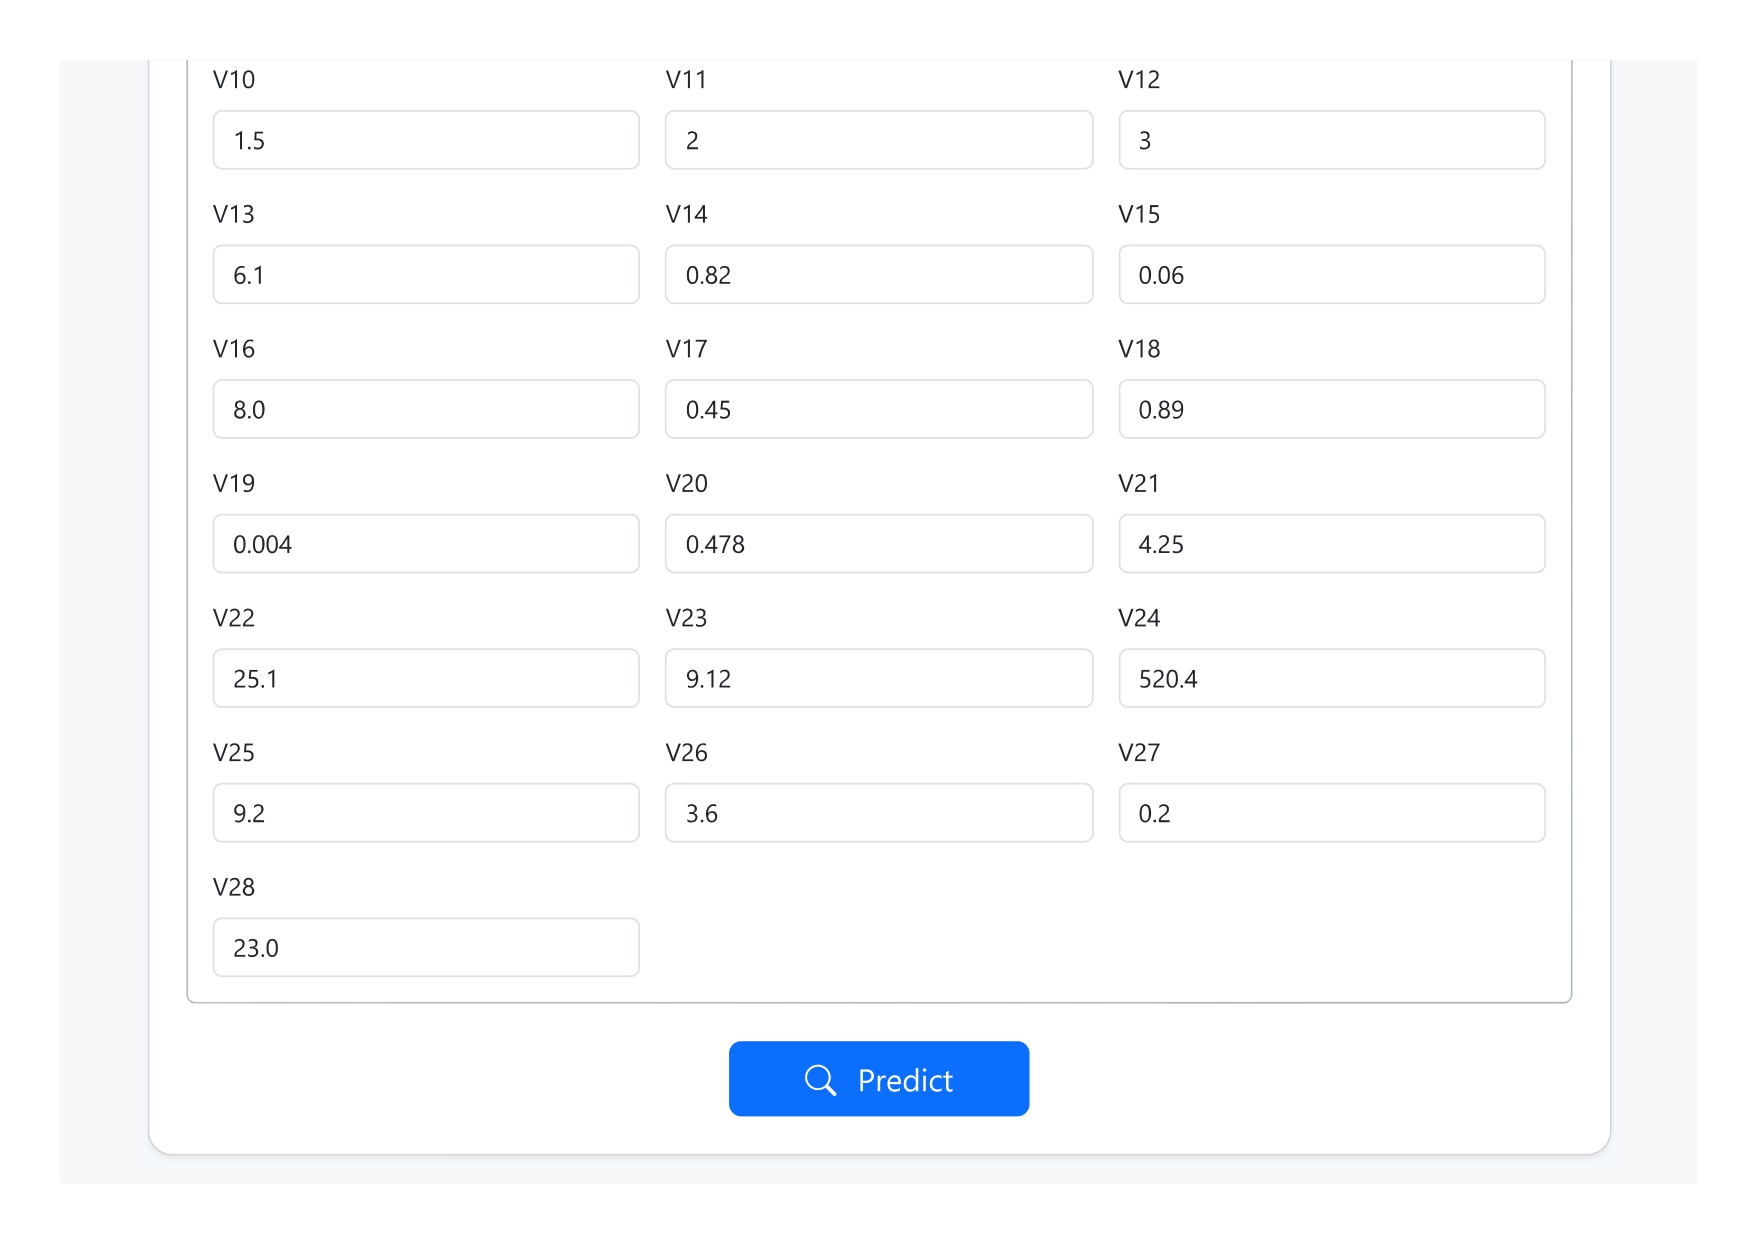 V10 V11 V12
1.5 2 3
V13 V14 V15
6.1 0.82 0.06
V16 V17 V18
8.0 0.45 0.89
V19 V20 V21
0.004 0.478 4.25
V22 V23 V24
25.1 9.12 520.4
V25 V26 V27
9.2 3.6 0.2
V28
23.0
Predict